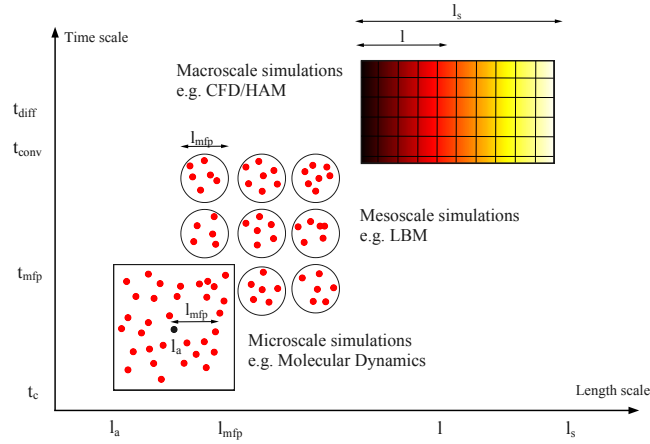 l_s
Time scale
l
Macroscale simulations
e.g. CFD/HAM
t_diff
l_mfp
t_conv
Mesoscale simulations
e.g. LBM
t_mfp
l_mfp
l_a
Microscale simulations
e.g. Molecular Dynamics
t_c
Length scale
l_a l_mfp l l_s